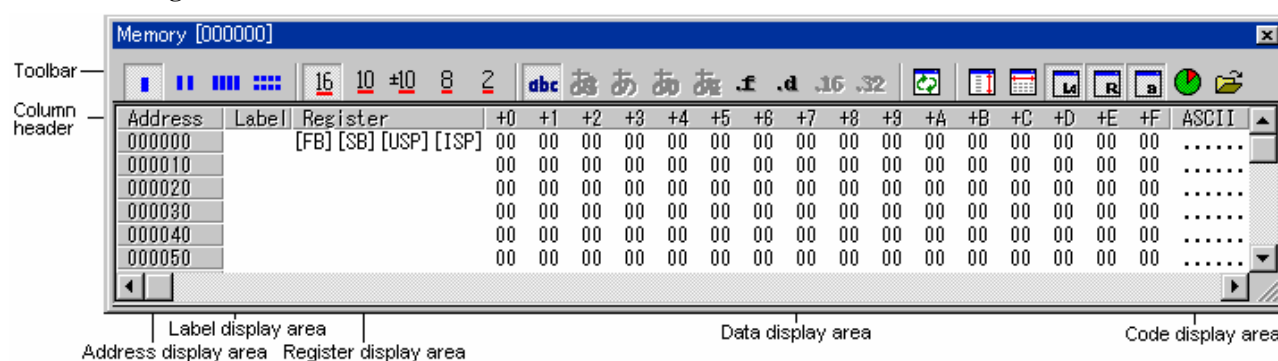 Memory [000000]
Toolbar
16 10 ±10 8 2 abc あ .f .d .16 .32 Ld R a
Column header
Address Label Register +0 +1 +2 +3 +4 +5 +6 +7 +8 +9 +A +B +C +D +E +F ASCII
000000 [FB] [SB] [USP] [ISP] 00 00 00 00 00 00 00 00 00 00 00 00 00 00 00 00 ......
000010 00 00 00 00 00 00 00 00 00 00 00 00 00 00 00 00 ......
000020 00 00 00 00 00 00 00 00 00 00 00 00 00 00 00 00 ......
000030 00 00 00 00 00 00 00 00 00 00 00 00 00 00 00 00 ......
000040 00 00 00 00 00 00 00 00 00 00 00 00 00 00 00 00 ......
000050 00 00 00 00 00 00 00 00 00 00 00 00 00 00 00 00 ......
Label display area Data display area Code display area
Address display area Register display area